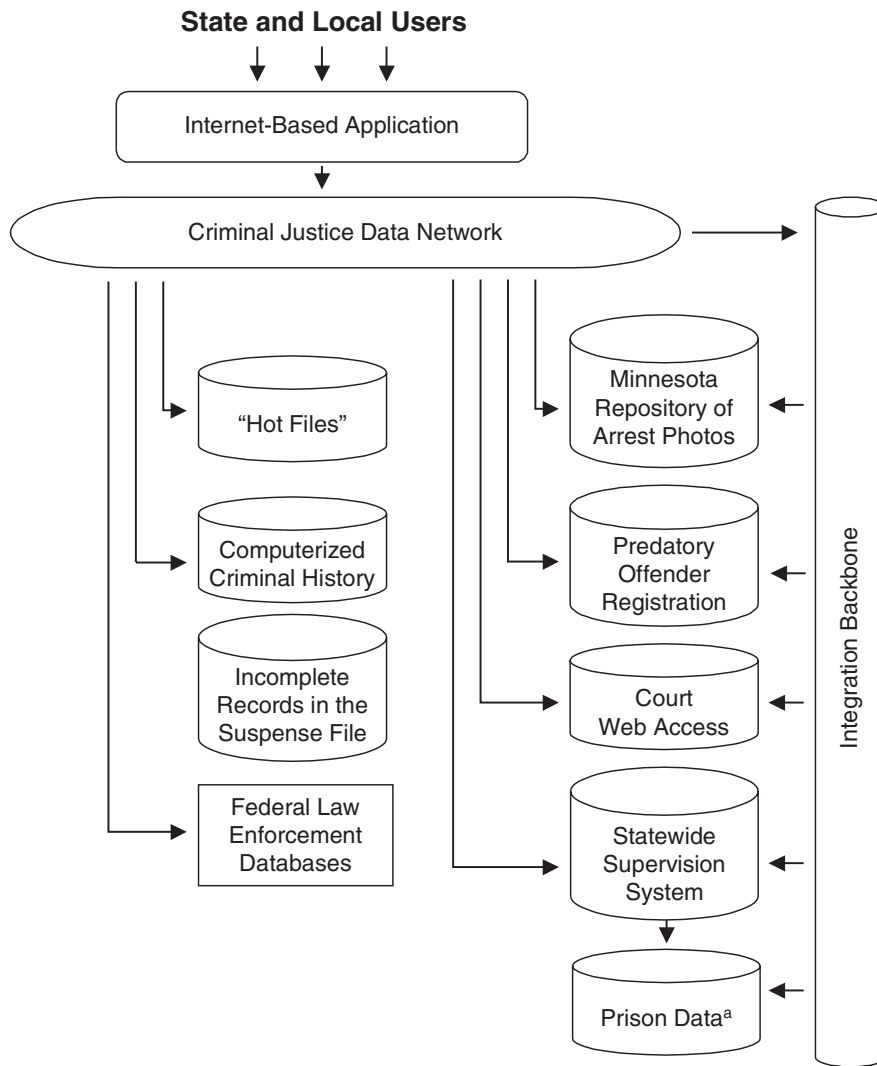 State and Local Users
Internet-Based Application
Criminal Justice Data Network
“Hot Files”
Computerized
Criminal History
Incomplete
Records in the
Suspense File
Federal Law
Enforcement
Databases
Minnesota
Repository of
Arrest Photos
Predatory
Offender
Registration
Court
Web Access
Statewide
Supervision
System
Prison Dataᵃ
Integration Backbone